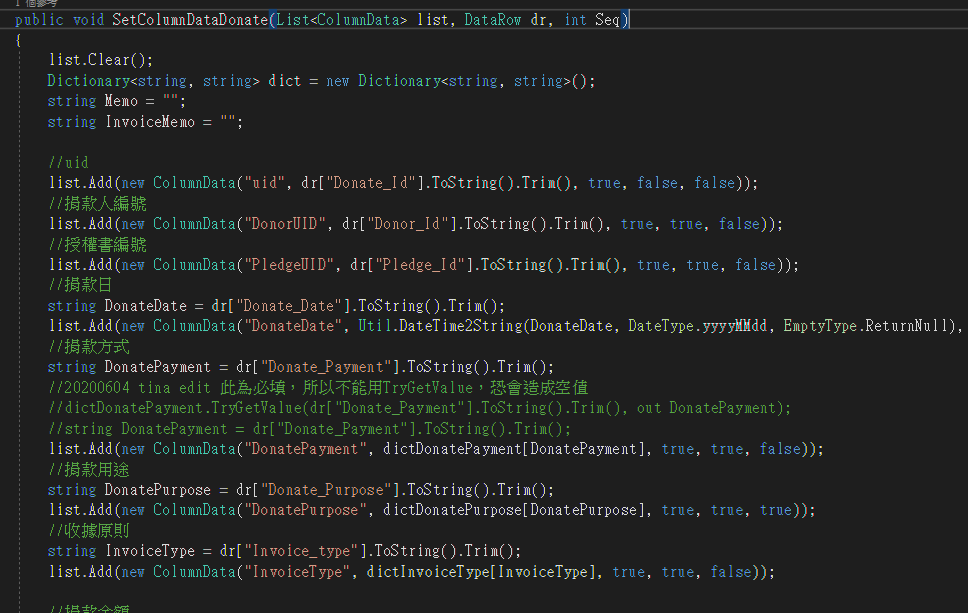 1 個參考
public void SetColumnDataDonate(List<ColumnData> list, DataRow dr, int Seq)
{
list.Clear();
Dictionary<string, string> dict = new Dictionary<string, string>();
string Memo = "";
string InvoiceMemo = "";
//uid
list.Add(new ColumnData("uid", dr["Donate_Id"].ToString().Trim(), true, false, false));
//捐款人編號
list.Add(new ColumnData("DonorUID", dr["Donor_Id"].ToString().Trim(), true, true, false));
//授權書編號
list.Add(new ColumnData("PledgeUID", dr["Pledge_Id"].ToString().Trim(), true, true, false));
//捐款日
string DonateDate = dr["Donate_Date"].ToString().Trim();
list.Add(new ColumnData("DonateDate", Util.DateTime2String(DonateDate, DateType.yyyyMMdd, EmptyType.ReturnNull),
//捐款方式
string DonatePayment = dr["Donate_Payment"].ToString().Trim();
//20200604 tina edit 此為必填，所以不能用TryGetValue，恐會造成空值
//dictDonatePayment.TryGetValue(dr["Donate_Payment"].ToString().Trim(), out DonatePayment);
//string DonatePayment = dr["Donate_Payment"].ToString().Trim();
list.Add(new ColumnData("DonatePayment", dictDonatePayment[DonatePayment], true, true, false));
//捐款用途
string DonatePurpose = dr["Donate_Purpose"].ToString().Trim();
list.Add(new ColumnData("DonatePurpose", dictDonatePurpose[DonatePurpose], true, true, true));
//收據原則
string InvoiceType = dr["Invoice_type"].ToString().Trim();
list.Add(new ColumnData("InvoiceType", dictInvoiceType[InvoiceType], true, true, false));
//捐款金額